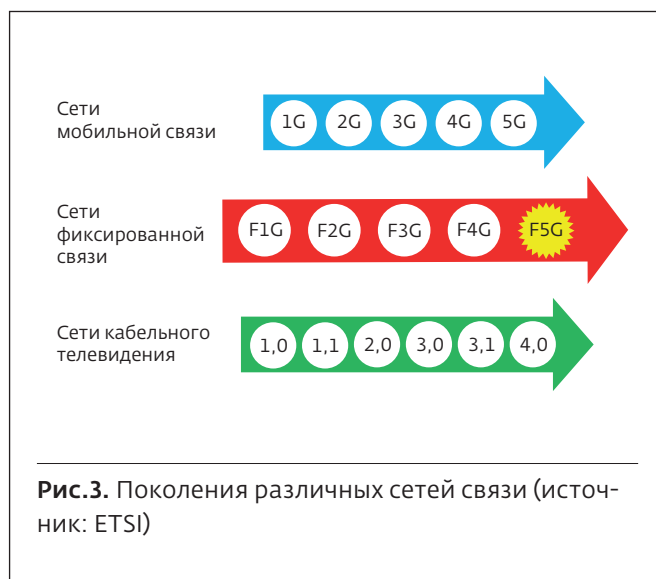 Сети
мобильной связи
1G 2G 3G 4G 5G
Сети
фиксированной
связи
F1G F2G F3G F4G F5G
Сети кабельного
телевидения
1,0 1,1 2,0 3,0 3,1 4,0
Рис.3. Поколения различных сетей связи (источ-
ник: ETSI)